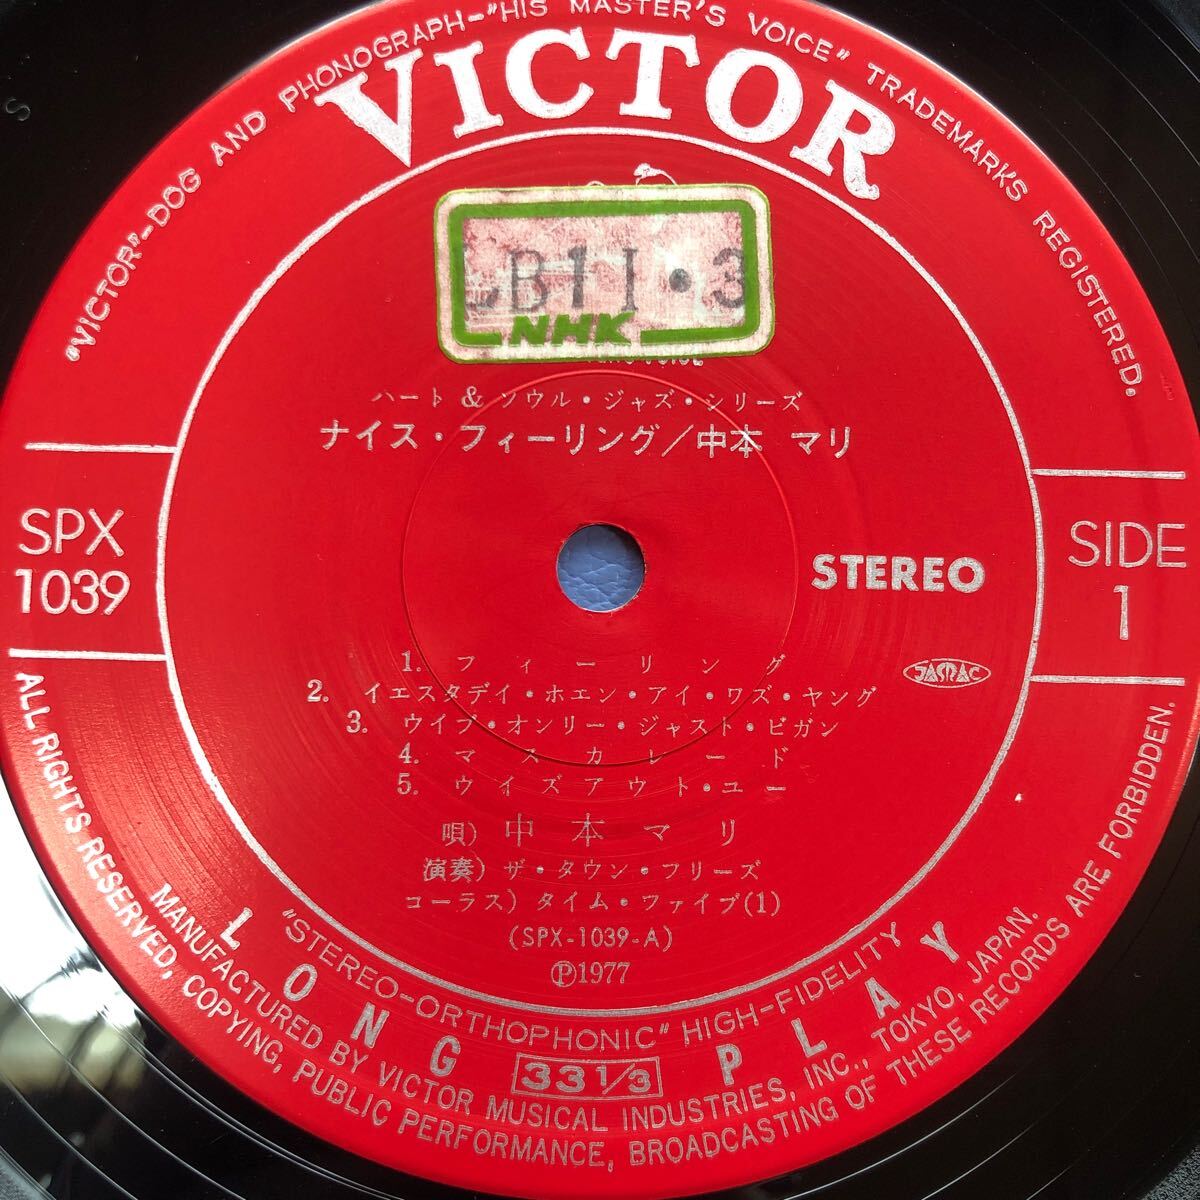 "VICTOR"-DOG AND PHONOGRAPH-"HIS MASTER'S VOICE" TRADEMARKS REGISTERED.
VICTOR
B11・3
NHK
ハート & ソウル・ジャズ・シリーズ
ナイス・フィーリング/中本 マリ
SPX
1039
STEREO
SIDE
1
JASRAC
1. フィーリング
2. イエスタデイ・ホエン・アイ・ワズ・ヤング
3. ウイブ・オンリー・ジャスト・ビガン
4. マスカレード
5. ウイズアウト・ユー
唄) 中本マリ
演奏) ザ・タウン・フリーズ
コーラス) タイム・ファイブ(1)
(SPX-1039-A)
Ⓟ1977
"STEREO-ORTHOPHONIC" HIGH-FIDELITY
LONG 33 1/3 PLAY
MANUFACTURED BY VICTOR MUSICAL INDUSTRIES, INC., TOKYO, JAPAN.
ALL RIGHTS RESERVED, COPYING, PUBLIC PERFORMANCE, BROADCASTING OF THESE RECORDS ARE FORBIDDEN.